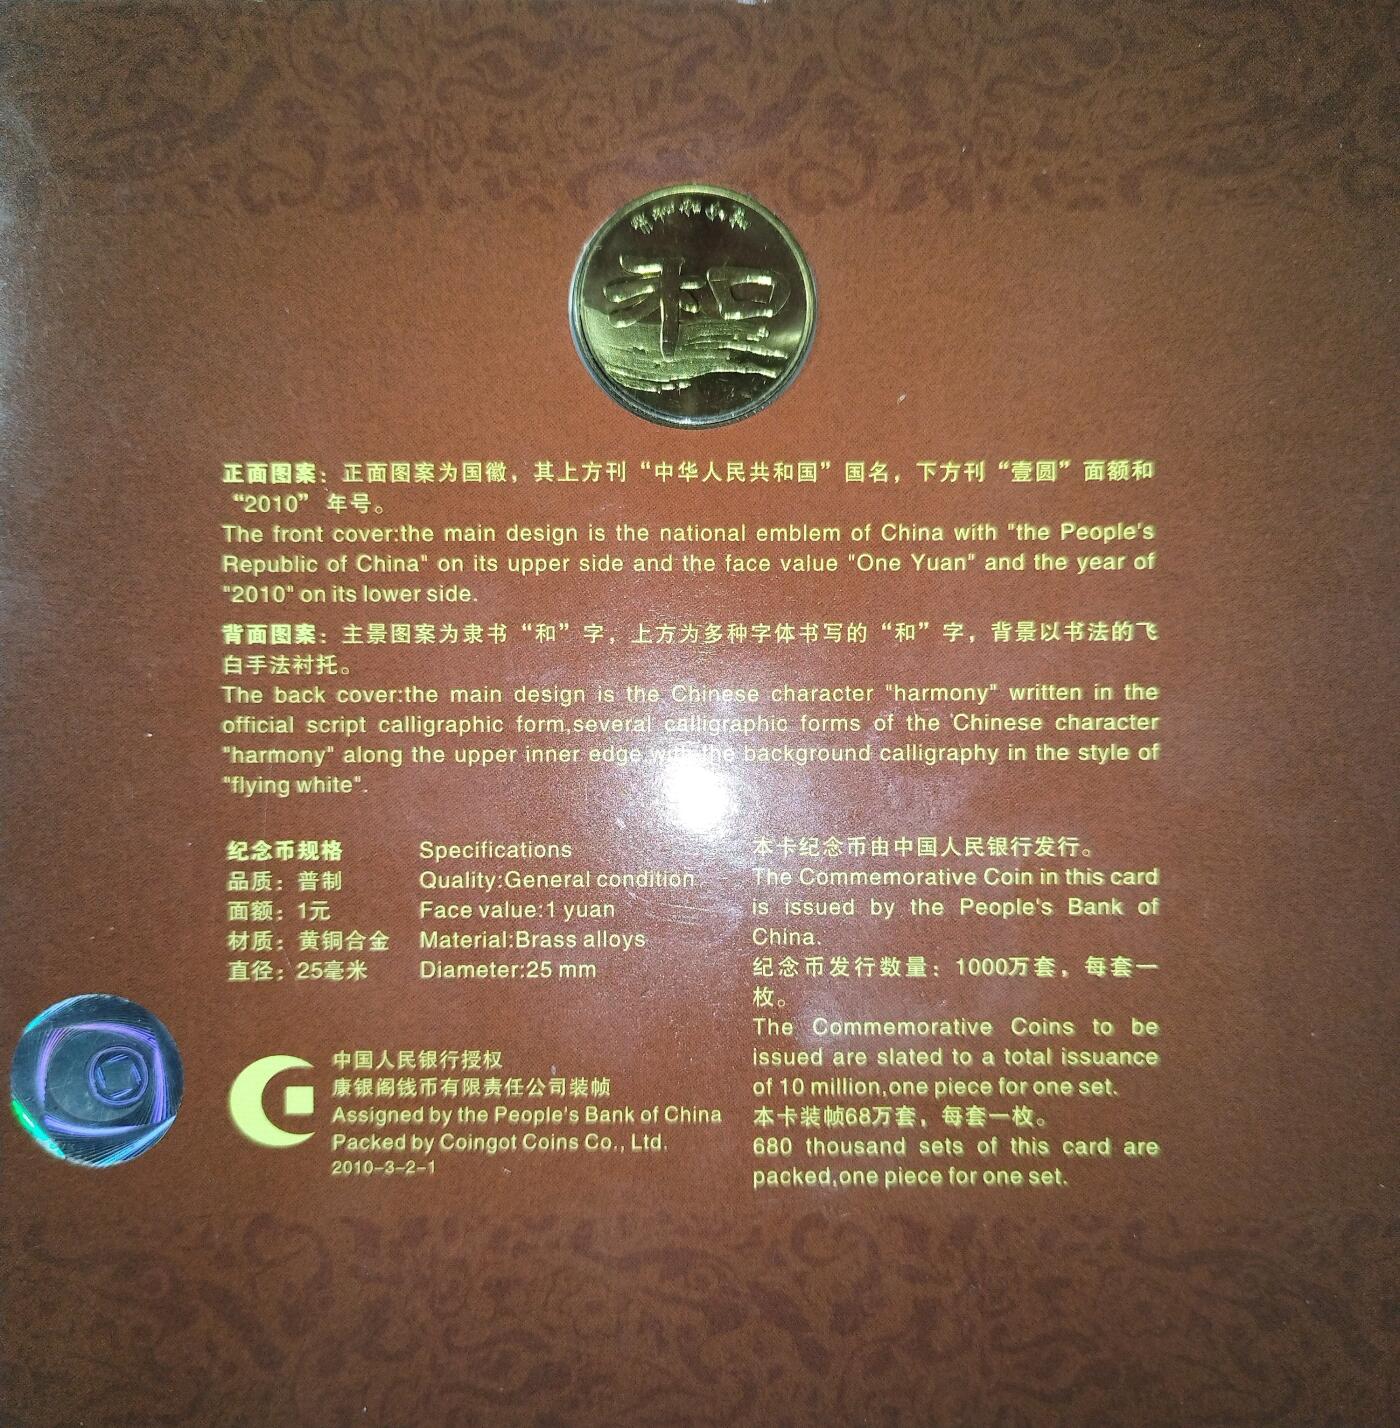 和
正面图案：正面图案为国徽，其上方刊“中华人民共和国”国名，下方刊“壹圆”面额和
“2010”年号。
The front cover:the main design is the national emblem of China with "the People's
Republic of China" on its upper side and the face value "One Yuan" and the year of
"2010" on its lower side.
背面图案：主景图案为隶书“和”字，上方为多种字体书写的“和”字，背景以书法的飞
白手法衬托。
The back cover:the main design is the Chinese character "harmony" written in the
official script calligraphic form,several calligraphic forms of the Chinese character
"harmony" along the upper inner edge,with the background calligraphy in the style of
"flying white".
纪念币规格 Specifications
品质：普制 Quality:General condition
面额：1元 Face value:1 yuan
材质：黄铜合金 Material:Brass alloys
直径：25毫米 Diameter:25 mm
中国人民银行授权
康银阁钱币有限责任公司装帧
Assigned by the People's Bank of China
Packed by Coingot Coins Co., Ltd.
2010-3-2-1
本卡纪念币由中国人民银行发行。
The Commemorative Coin in this card
is issued by the People's Bank of
China.
纪念币发行数量：1000万套，每套一
枚。
The Commemorative Coins to be
issued are slated to a total issuance
of 10 million,one piece for one set.
本卡装帧68万套，每套一枚。
680 thousand sets of this card are
packed,one piece for one set.